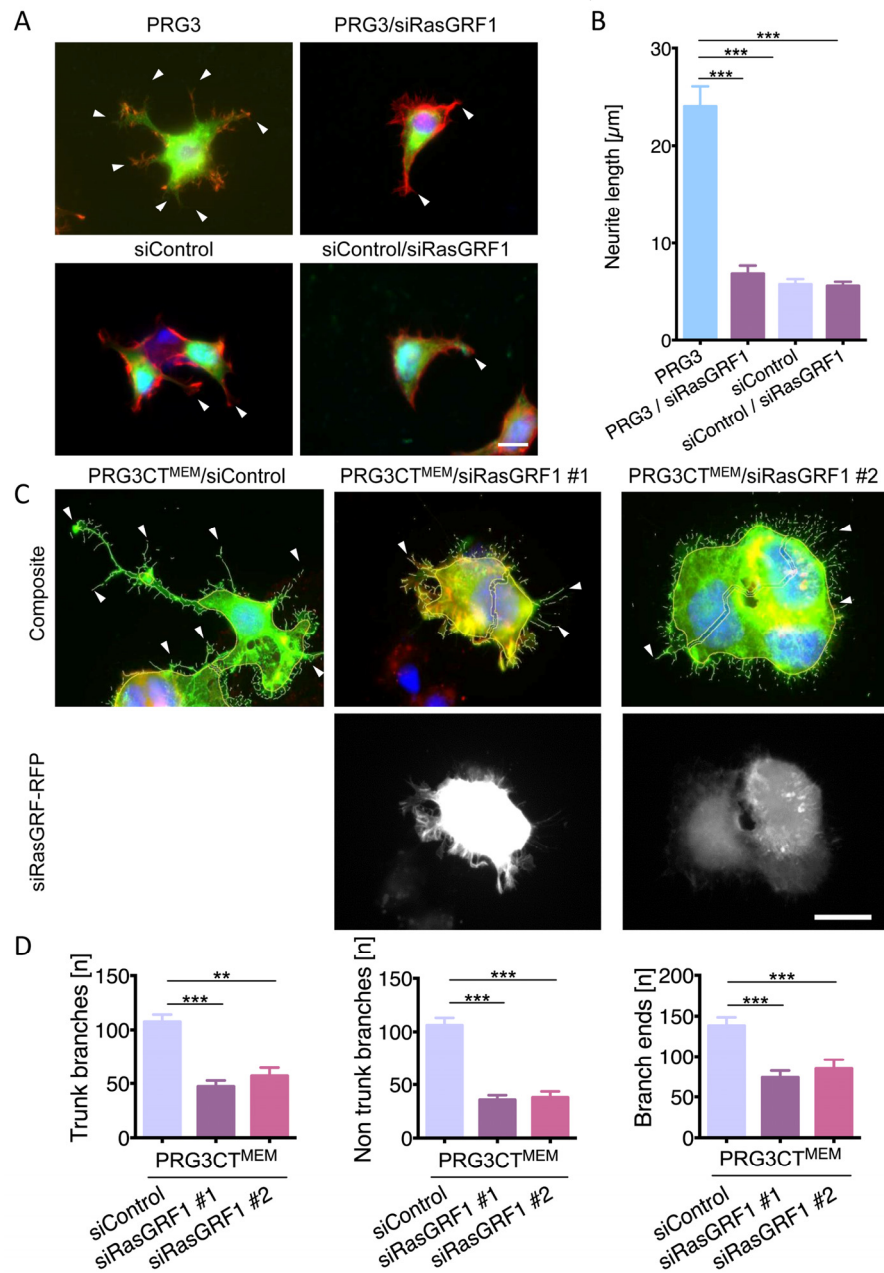 A
PRG3
PRG3/siRasGRF1
siControl
siControl/siRasGRF1
B
Neurite length [µm]
30
20
10
0
***
***
***
PRG3
PRG3 / siRasGRF1
siControl
siControl / siRasGRF1
C
PRG3CT^MEM/siControl
PRG3CT^MEM/siRasGRF1 #1
PRG3CT^MEM/siRasGRF1 #2
Composite
siRasGRF-RFP
D
Trunk branches [n]
150
100
50
0
**
***
PRG3CT^MEM
siControl
siRasGRF1 #1
siRasGRF1 #2
Non trunk branches [n]
150
100
50
0
***
***
PRG3CT^MEM
siControl
siRasGRF1 #1
siRasGRF1 #2
Branch ends [n]
200
150
100
50
0
***
***
PRG3CT^MEM
siControl
siRasGRF1 #1
siRasGRF1 #2